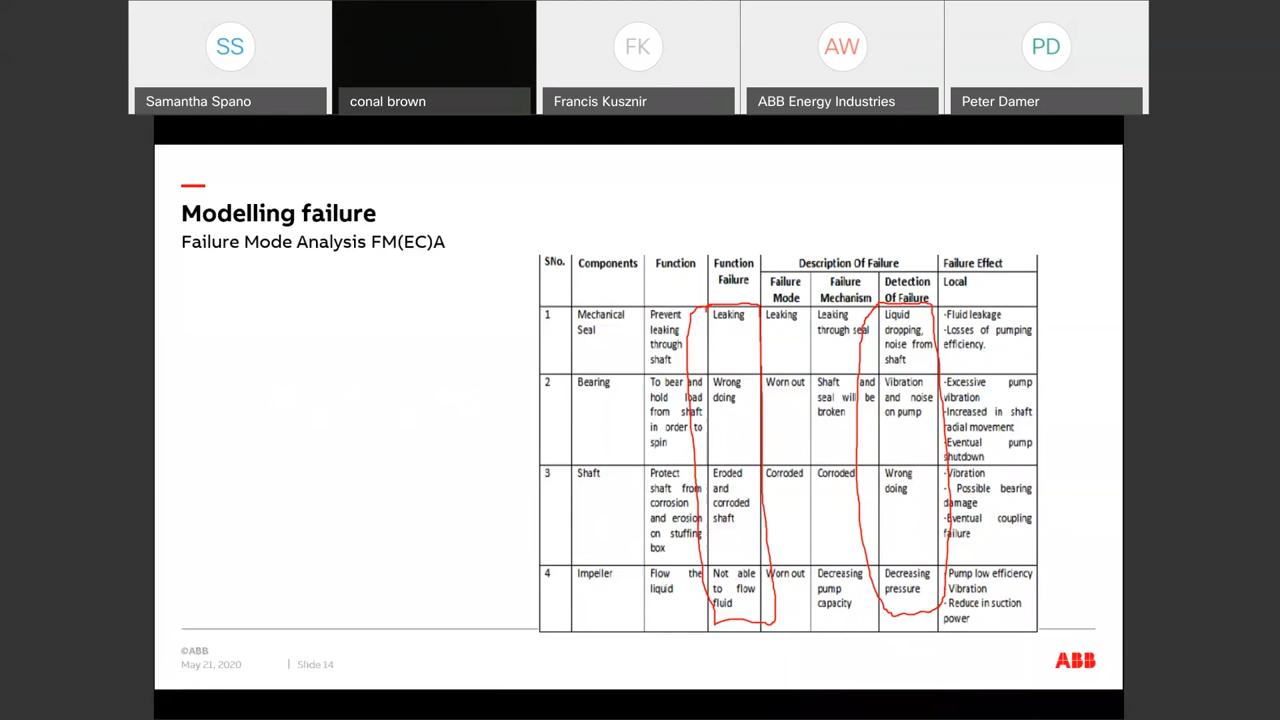 SS
FK
AW
PD
Samantha Spano
conal brown
Francis Kusznir
ABB Energy Industries
Peter Damer
Modelling failure
Failure Mode Analysis FM(EC)A
SNo.
Components
Function
Function
Failure
Description Of Failure
Failure Effect
Failure
Mode
Failure
Mechanism
Detection
Of Failure
Local
1
Mechanical
Seal
Prevent
leaking
through
shaft
Leaking
Leaking
Leaking
through seal
Liquid
dropping,
noise from
shaft
-Fluid leakage
-Losses of pumping
efficiency.
2
Bearing
To bear and
hold load
from shaft
in order to
spin
Wrong
doing
Worn out
Shaft and
seal will be
broken
Vibration
and noise
on pump
-Excessive pump
vibration
-Increased in shaft
radial movement
-Eventual pump
shutdown
3
Shaft
Protect
shaft from
corrosion
and erosion
on stuffing
box
Eroded
and
corroded
shaft
Corroded
Corroded
Wrong
doing
-Vibration
- Possible bearing
damage
-Eventual coupling
failure
4
Impeller
Flow the
liquid
Not able
to flow
fluid
Worn out
Decreasing
pump
capacity
Decreasing
pressure
- Pump low efficiency
Vibration
- Reduce in suction
power
©ABB
May 21, 2020 | Slide 14
ABB